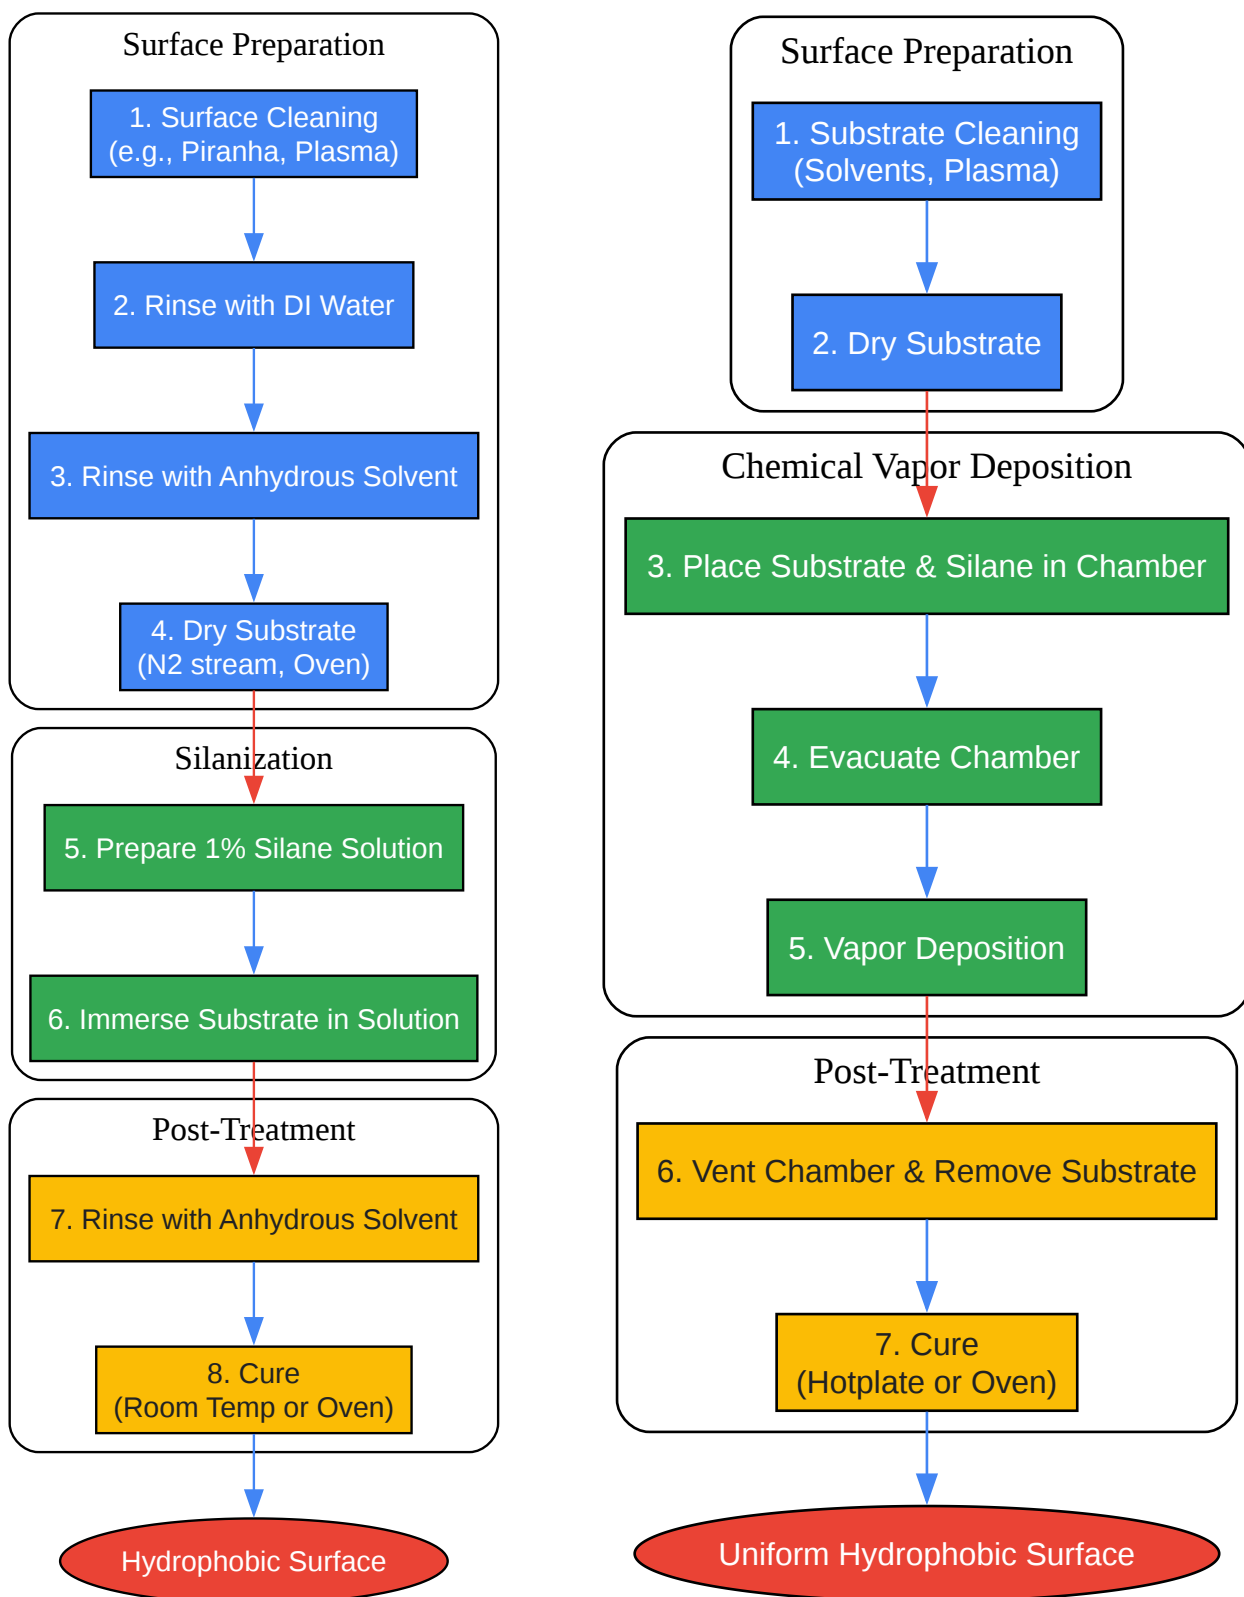 Surface Preparation
1. Surface Cleaning
(e.g., Piranha, Plasma)
2. Rinse with DI Water
3. Rinse with Anhydrous Solvent
4. Dry Substrate
(N2 stream, Oven)
Silanization
5. Prepare 1% Silane Solution
6. Immerse Substrate in Solution
Post-Treatment
7. Rinse with Anhydrous Solvent
8. Cure
(Room Temp or Oven)
Hydrophobic Surface
Surface Preparation
1. Substrate Cleaning
(Solvents, Plasma)
2. Dry Substrate
Chemical Vapor Deposition
3. Place Substrate & Silane in Chamber
4. Evacuate Chamber
5. Vapor Deposition
Post-Treatment
6. Vent Chamber & Remove Substrate
7. Cure
(Hotplate or Oven)
Uniform Hydrophobic Surface